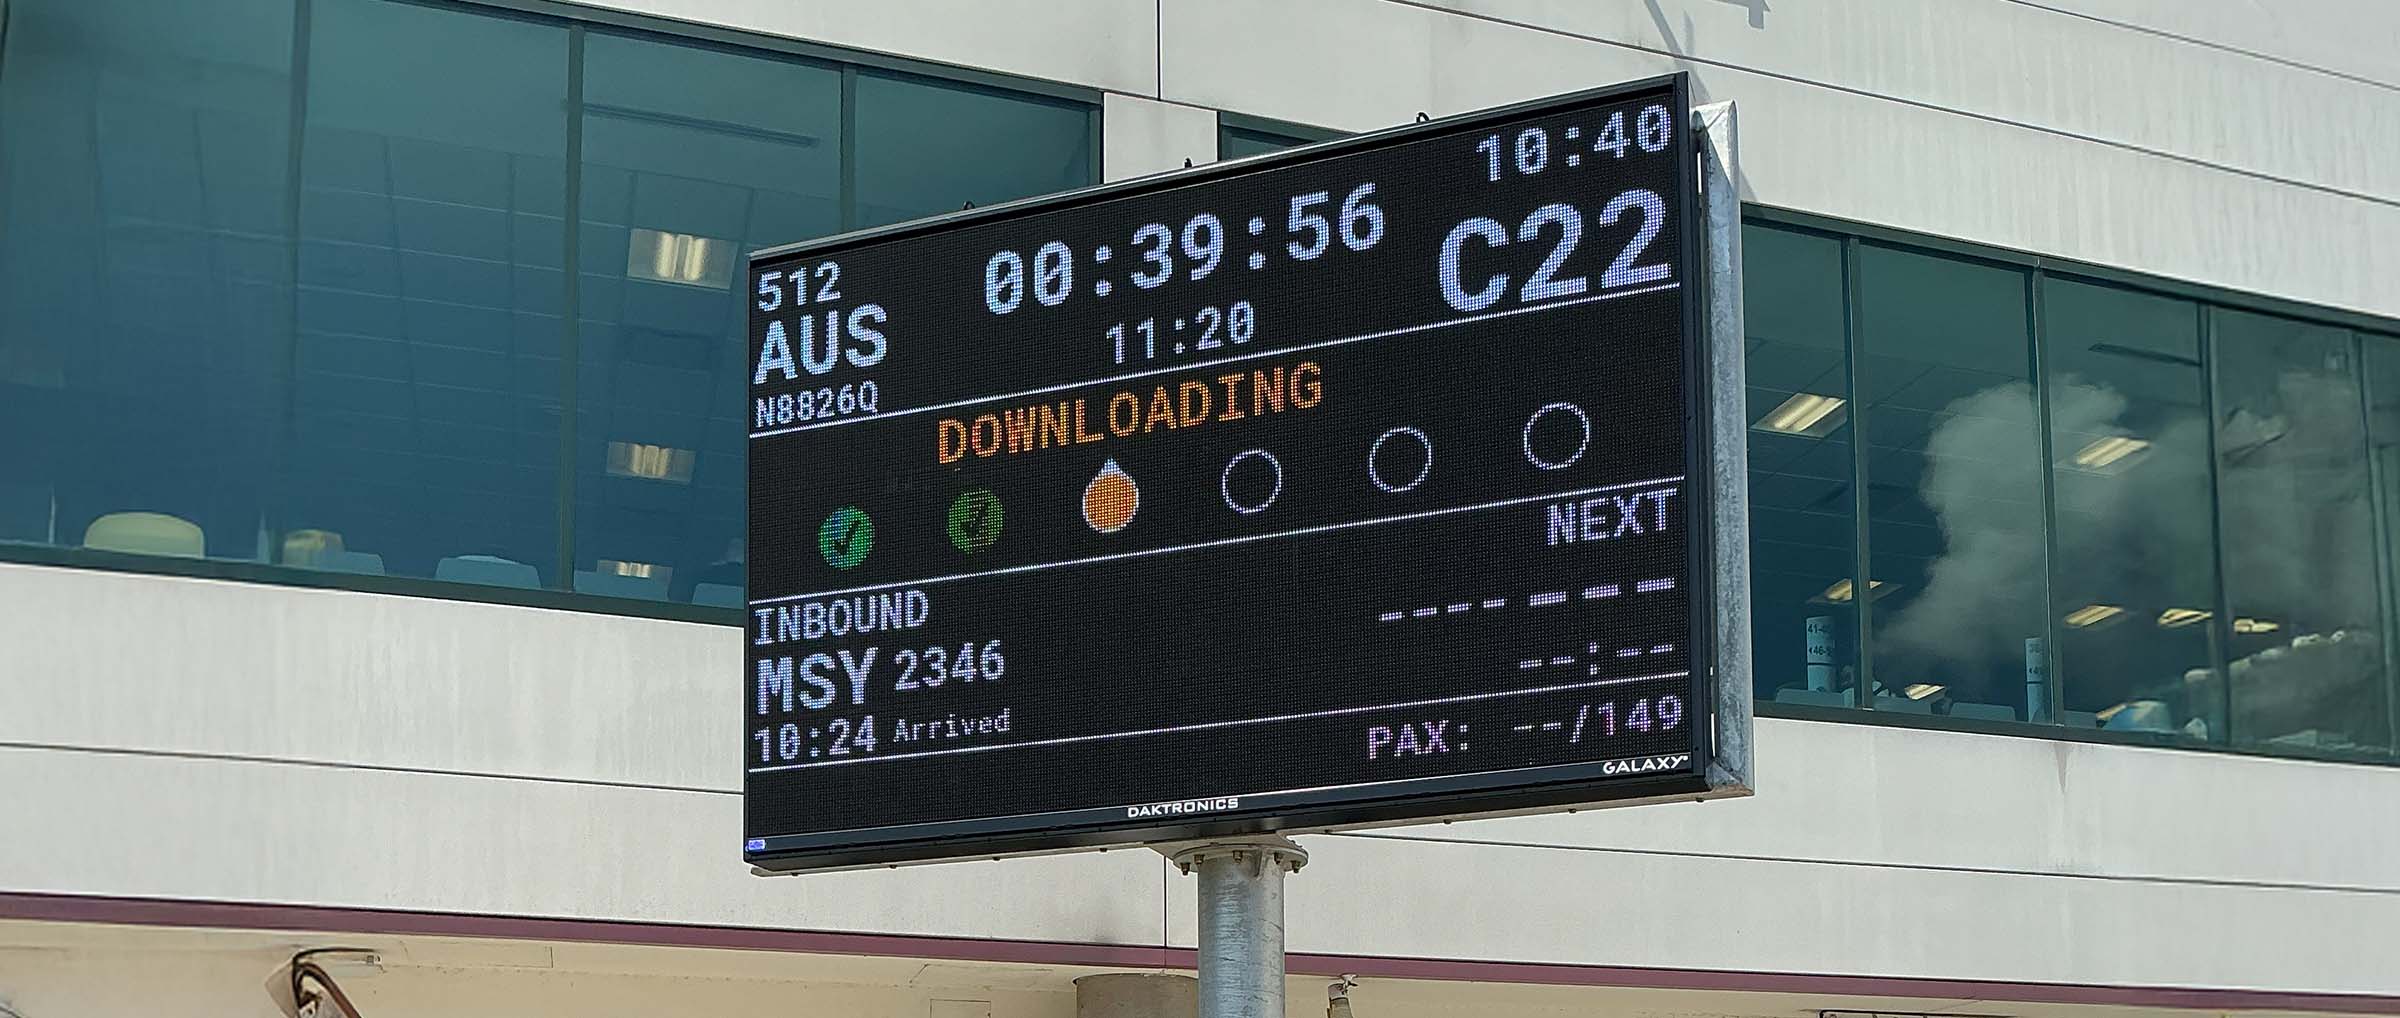 10:40
512
00:39:56
C22
AUS
11:20
N8826Q
DOWNLOADING
NEXT
INBOUND
---- ---
MSY 2346
--:--
10:24 Arrived
PAX: --/149
GALAXY
DAKTRONICS